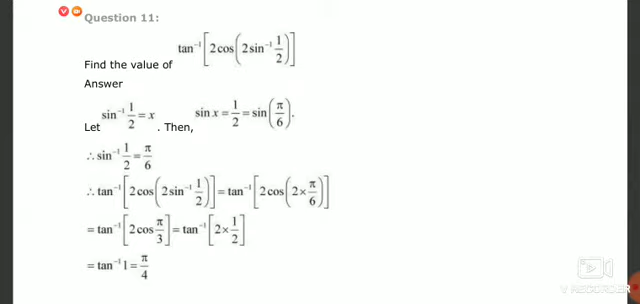 Question 11:
Find the value of tan⁻¹[2cos(2sin⁻¹ 1/2)]
Answer
Let sin⁻¹ 1/2 = x . Then, sin x = 1/2 = sin(π/6).
∴ sin⁻¹ 1/2 = π/6
∴ tan⁻¹[2cos(2sin⁻¹ 1/2)] = tan⁻¹[2cos(2×π/6)]
= tan⁻¹[2cos π/3] = tan⁻¹[2×1/2]
= tan⁻¹1 = π/4
V RECORDER